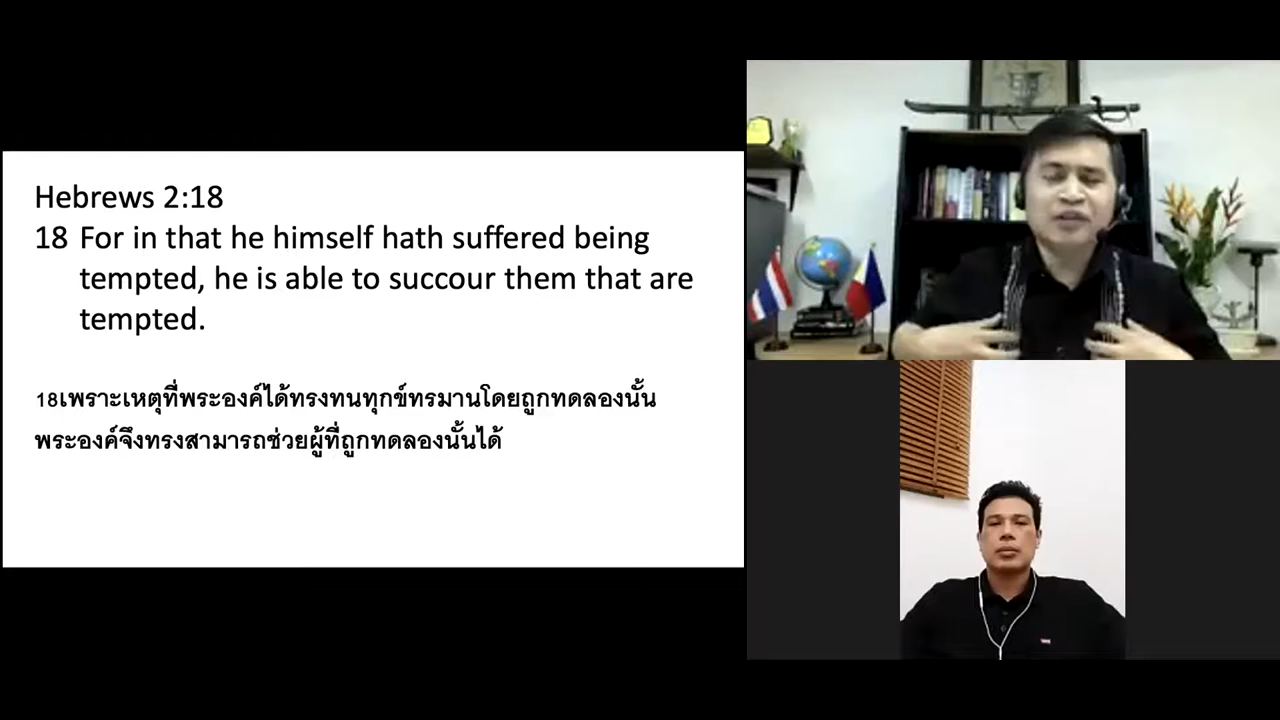 Hebrews 2:18
18 For in that he himself hath suffered being
tempted, he is able to succour them that are
tempted.
18เพราะเหตุที่พระองค์ได้ทรงทนทุกข์ทรมานโดยถูกทดลองนั้น
พระองค์จึงทรงสามารถช่วยผู้ที่ถูกทดลองนั้นได้